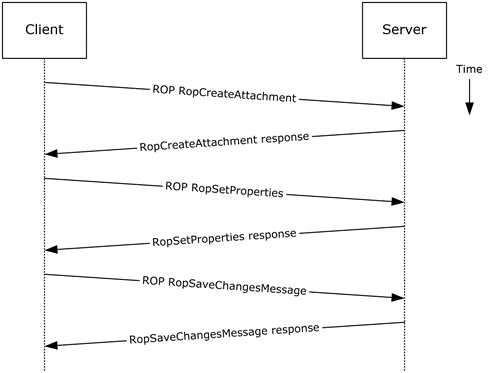 Client
Server
Time
ROP RopCreateAttachment
RopCreateAttachment response
ROP RopSetProperties
RopSetProperties response
ROP RopSaveChangesMessage
RopSaveChangesMessage response